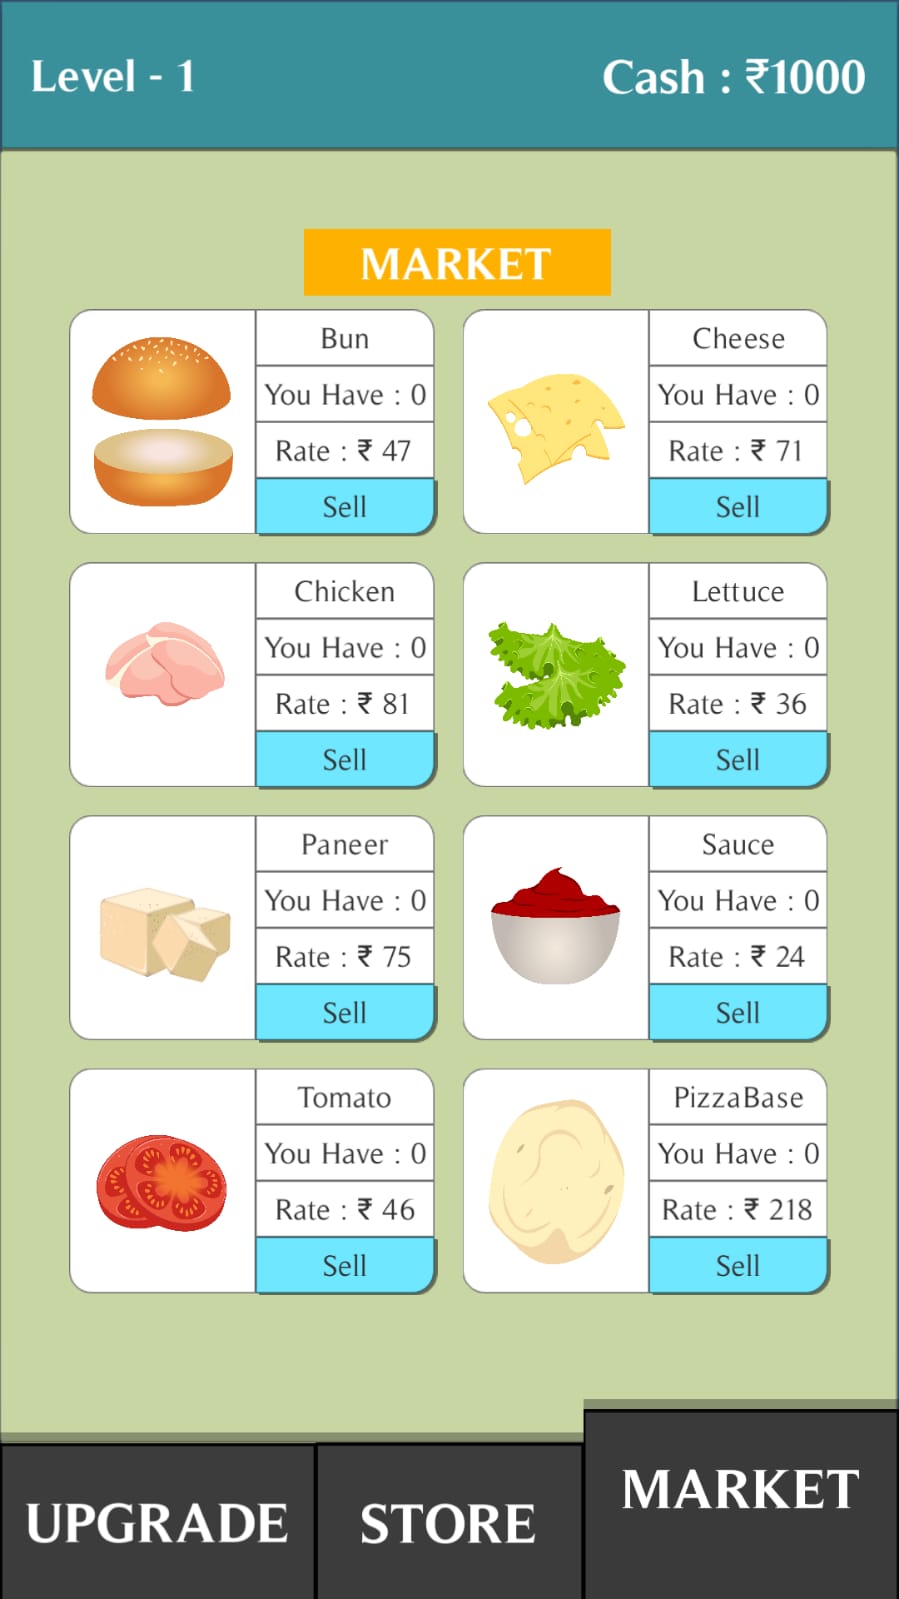 Level - 1
Cash : ₹1000
MARKET
Bun
You Have : 0
Rate : ₹ 47
Sell
Cheese
You Have : 0
Rate : ₹ 71
Sell
Chicken
You Have : 0
Rate : ₹ 81
Sell
Lettuce
You Have : 0
Rate : ₹ 36
Sell
Paneer
You Have : 0
Rate : ₹ 75
Sell
Sauce
You Have : 0
Rate : ₹ 24
Sell
Tomato
You Have : 0
Rate : ₹ 46
Sell
PizzaBase
You Have : 0
Rate : ₹ 218
Sell
UPGRADE
STORE
MARKET